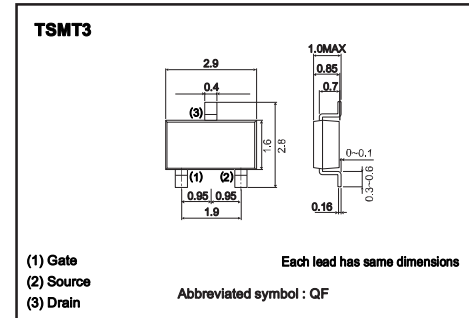 TSMT3
1.0MAX
2.9
0.85
0.4
0.7
(3)
1.6
2.8
0~0.1
(1)
(2)
0.3~0.6
0.95
0.95
0.16
1.9
(1) Gate
Each lead has same dimensions
(2) Source
(3) Drain
Abbreviated symbol : QF